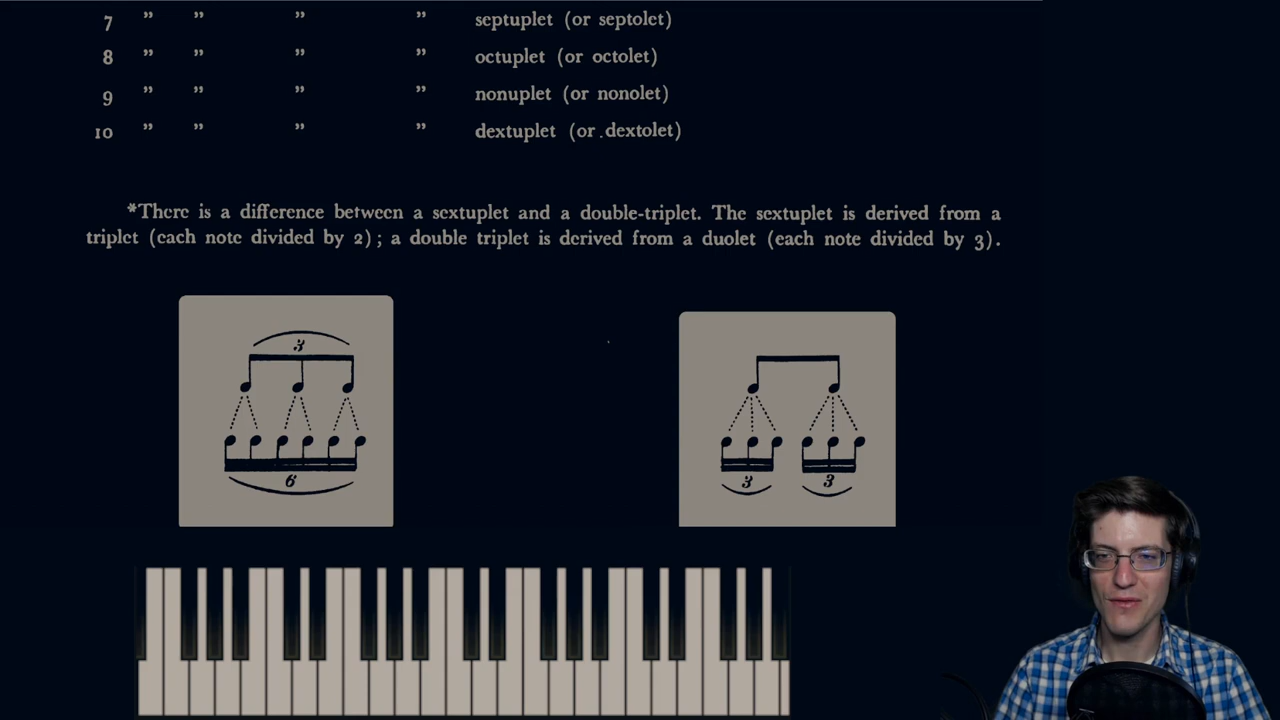 7 ” ” ” ” septuplet (or septolet)
8 ” ” ” ” octuplet (or octolet)
9 ” ” ” ” nonuplet (or nonolet)
10 ” ” ” ” dextuplet (or dextolet)
*There is a difference between a sextuplet and a double-triplet. The sextuplet is derived from a
triplet (each note divided by 2); a double triplet is derived from a duolet (each note divided by 3).
3
6
3 3